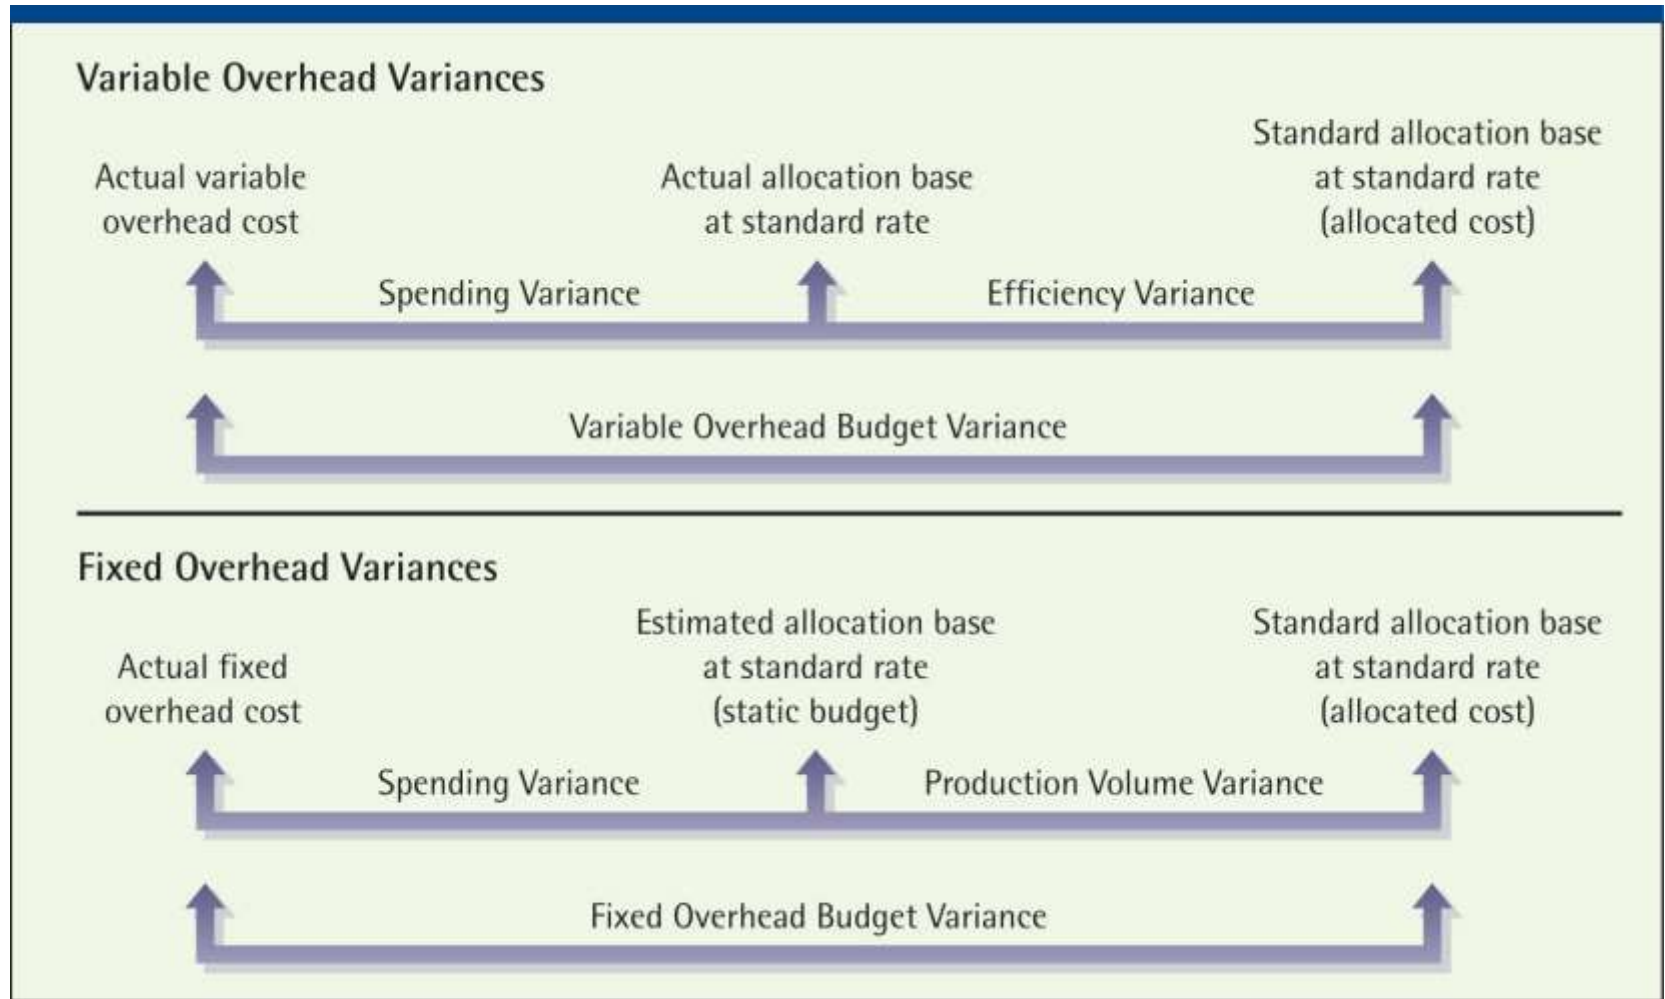 Variable Overhead Variances
Actual variable
overhead cost
Actual allocation base
at standard rate
Standard allocation base
at standard rate
(allocated cost)
Spending Variance
Efficiency Variance
Variable Overhead Budget Variance
Fixed Overhead Variances
Actual fixed
overhead cost
Estimated allocation base
at standard rate
(static budget)
Standard allocation base
at standard rate
(allocated cost)
Spending Variance
Production Volume Variance
Fixed Overhead Budget Variance